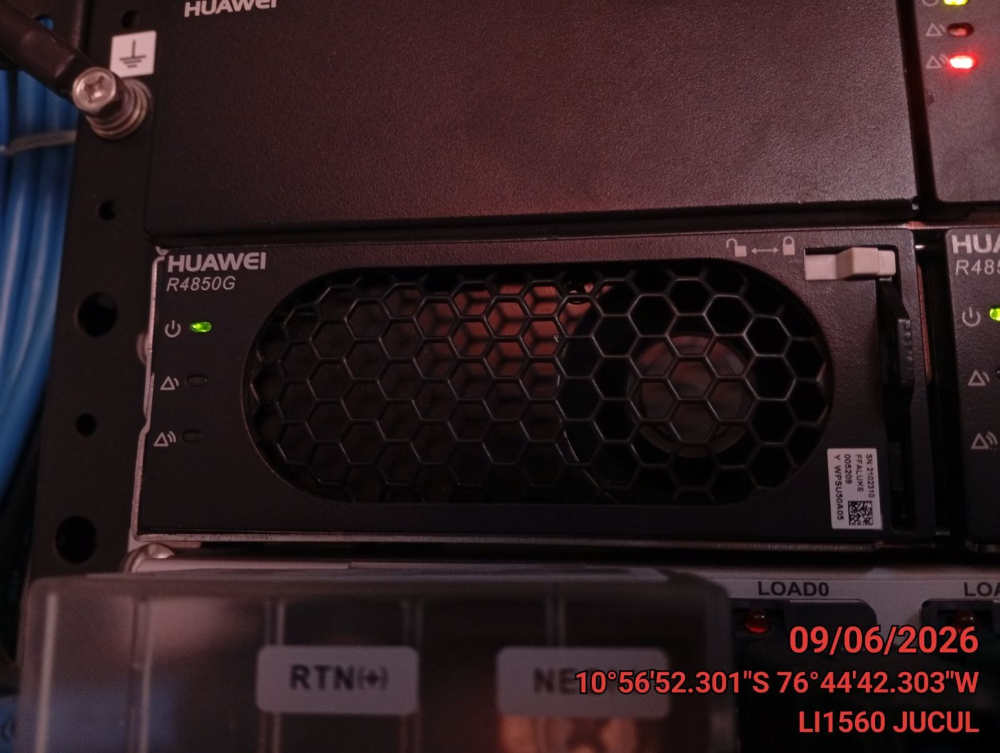 HUAWEI
HUAWEI
R4850G
SN:2102310
FFALUK6
005209
Y WPSU50A05
HUA
R485
LOAD0
LOA
RTN(+)
NE
09/06/2026
10°56'52.301"S 76°44'42.303"W
LI1560 JUCUL